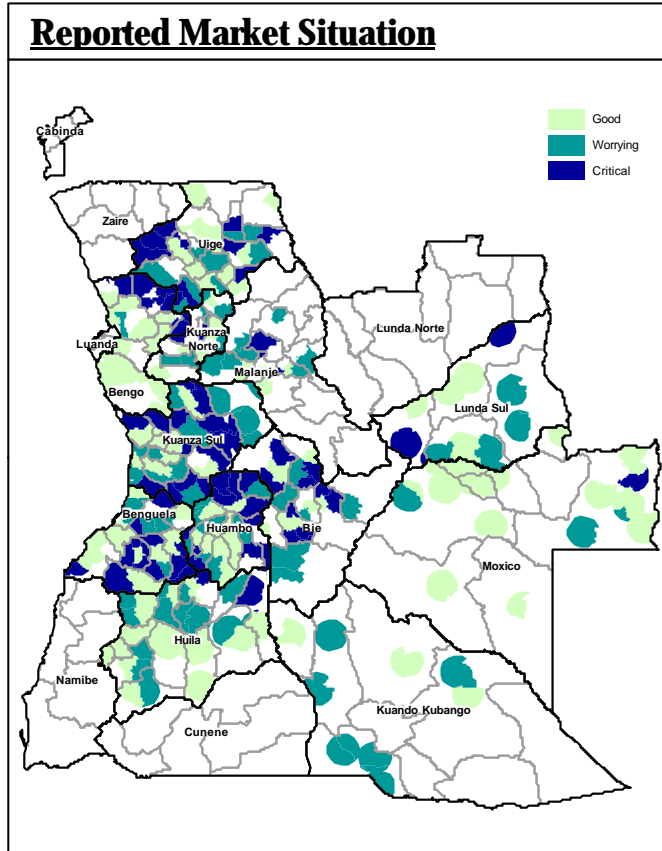 Reported Market Situation
Good
Worrying
Critical
Cabinda
Zaire
Uige
Lunda Norte
Kuanza
Norte
Luanda
Malanje
Bengo
Lunda Sul
Kuanza Sul
Benguela
Huambo
Bie
Moxico
Huila
Namibe
Kuando Kubango
Cunene